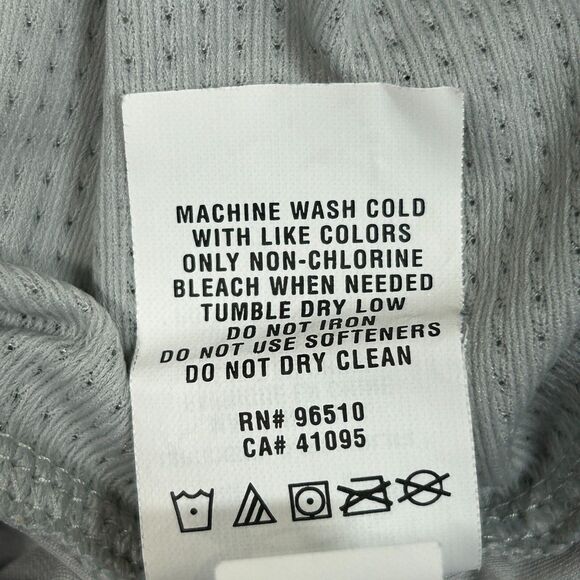 MACHINE WASH COLD
WITH LIKE COLORS
ONLY NON-CHLORINE
BLEACH WHEN NEEDED
TUMBLE DRY LOW
DO NOT IRON
DO NOT USE SOFTENERS
DO NOT DRY CLEAN
RN# 96510
CA# 41095